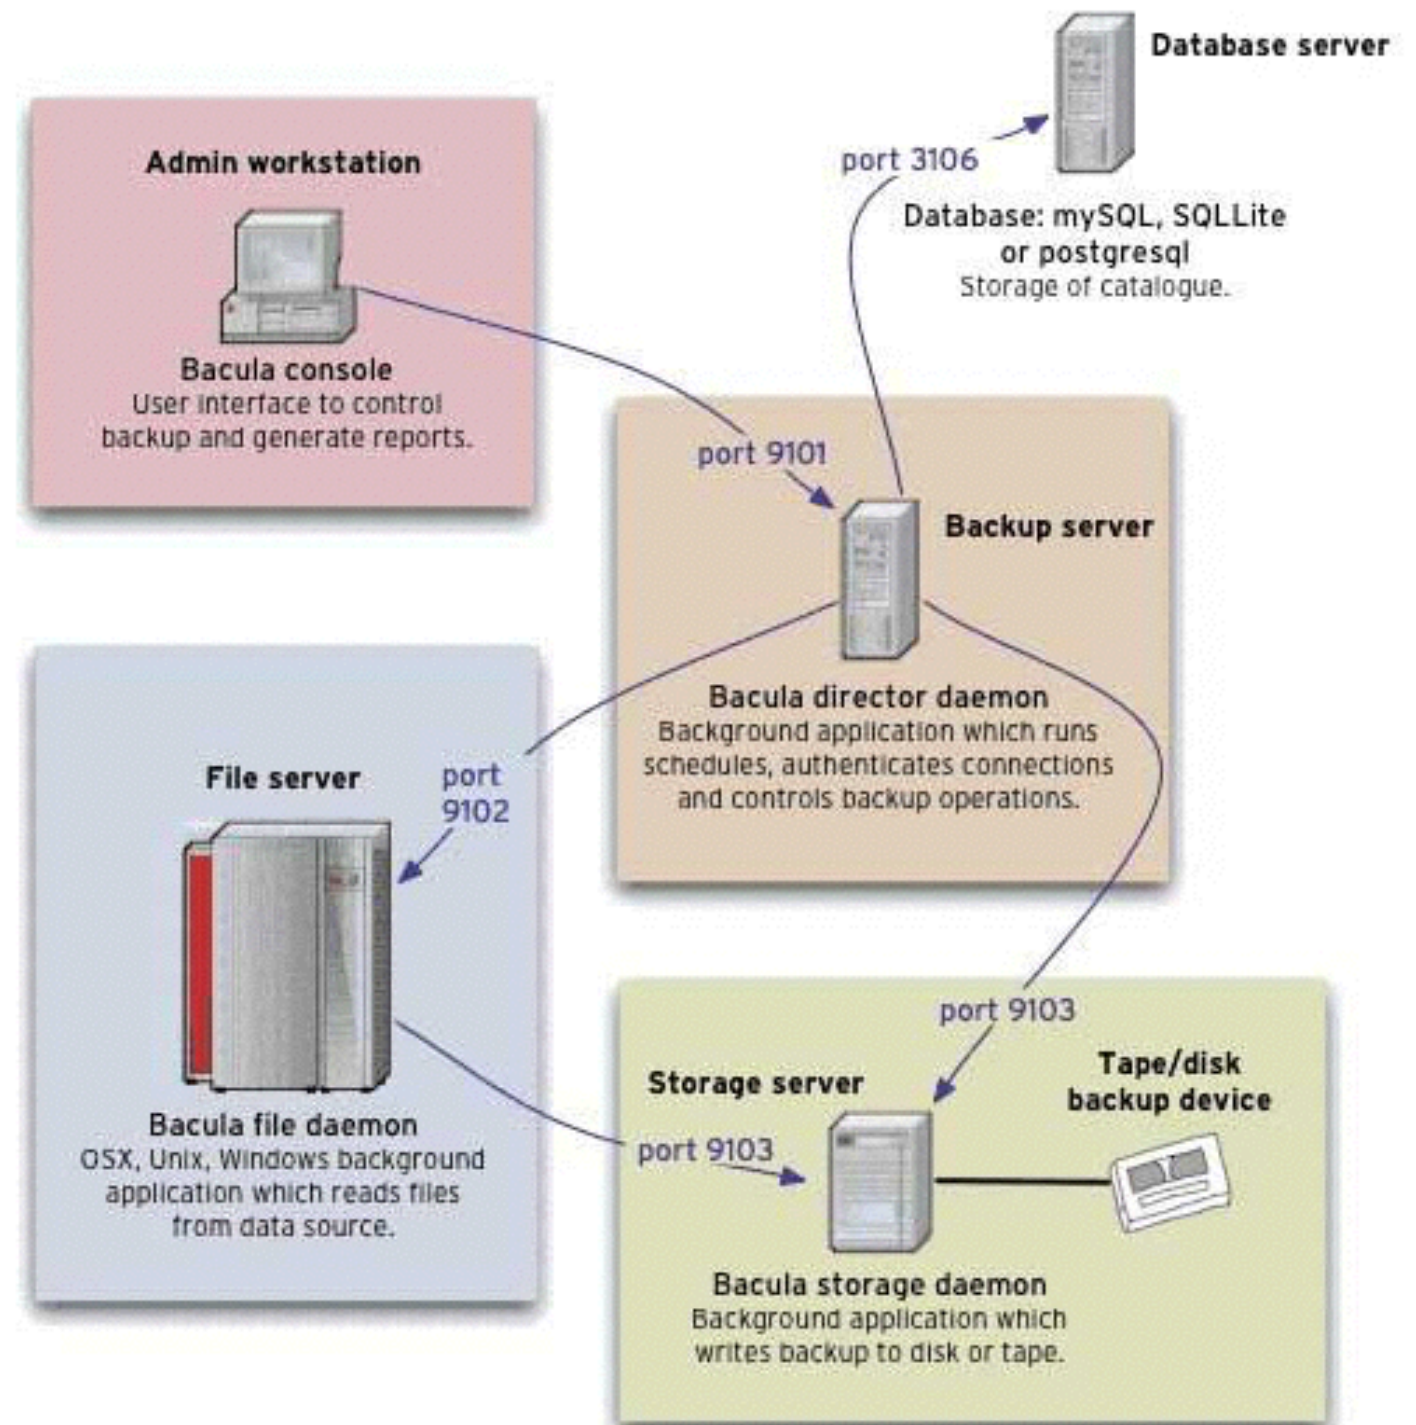 Database server
port 3106
Database: mySQL, SQLLite
or postgresql
Storage of catalogue.
Admin workstation
Bacula console
User interface to control
backup and generate reports.
port 9101
Backup server
Bacula director daemon
Background application which runs
schedules, authenticates connections
and controls backup operations.
File server
port
9102
Bacula file daemon
OSX, Unix, Windows background
application which reads files
from data source.
port 9103
Storage server
Tape/disk
backup device
port 9103
Bacula storage daemon
Background application which
writes backup to disk or tape.